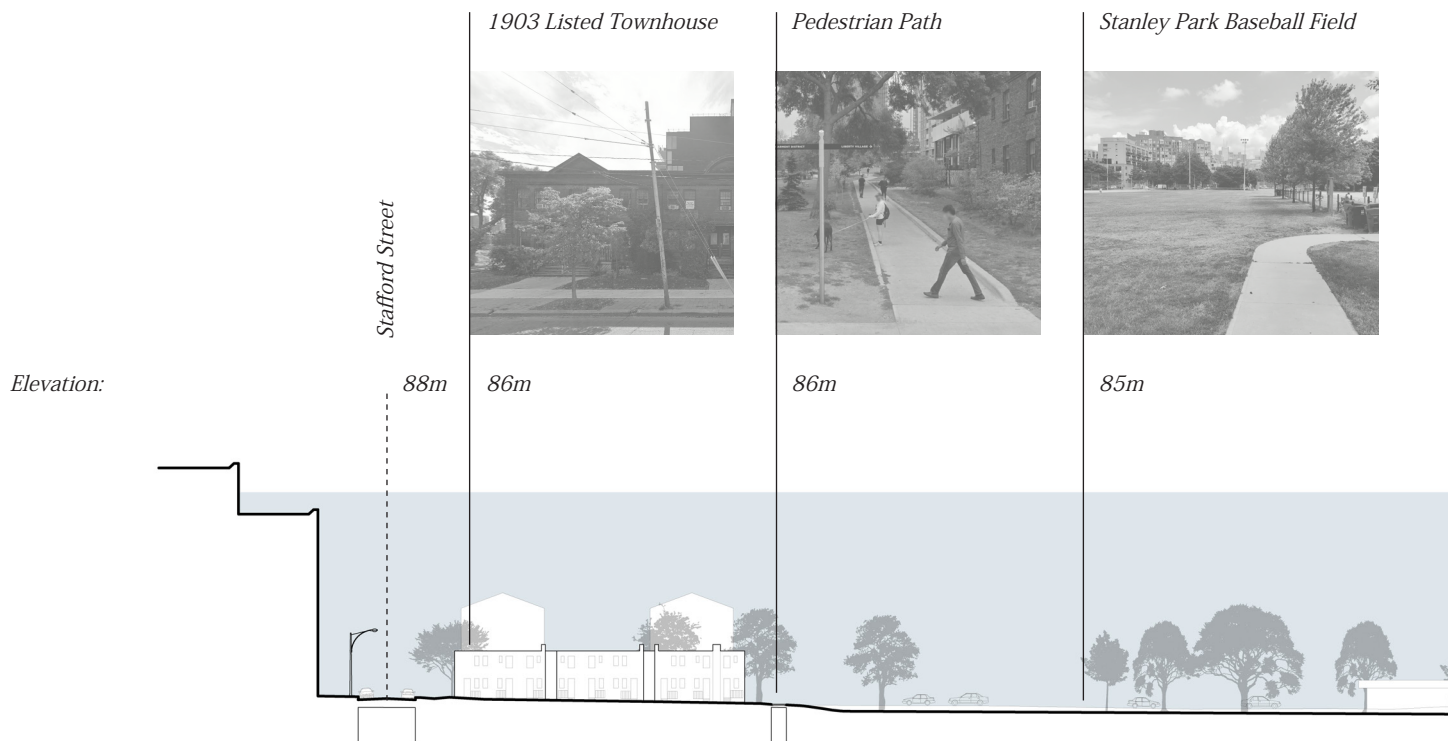 1903 Listed Townhouse
Pedestrian Path
Stanley Park Baseball Field
Stafford Street
Elevation:
88m
86m
86m
85m